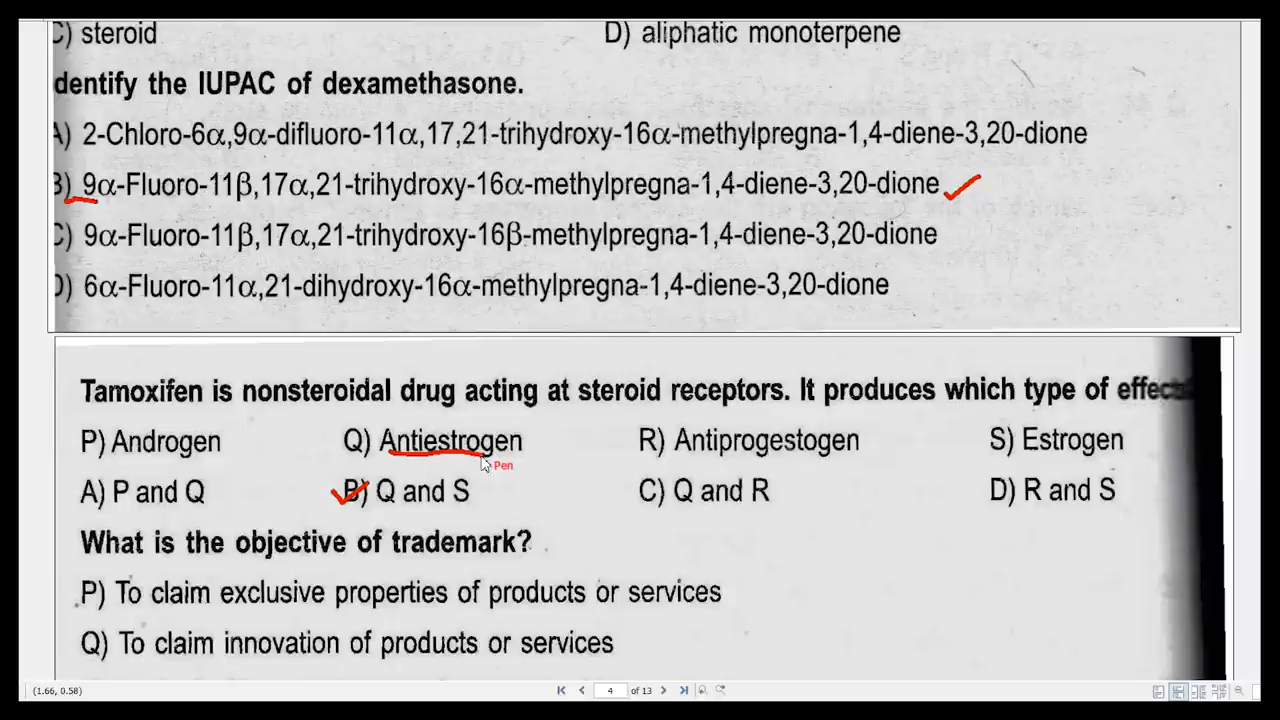 C) steroid D) aliphatic monoterpene
dentify the IUPAC of dexamethasone.
A) 2-Chloro-6α,9α-difluoro-11α,17,21-trihydroxy-16α-methylpregna-1,4-diene-3,20-dione
B) 9α-Fluoro-11β,17α,21-trihydroxy-16α-methylpregna-1,4-diene-3,20-dione
C) 9α-Fluoro-11β,17α,21-trihydroxy-16β-methylpregna-1,4-diene-3,20-dione
D) 6α-Fluoro-11α,21-dihydroxy-16α-methylpregna-1,4-diene-3,20-dione
Tamoxifen is nonsteroidal drug acting at steroid receptors. It produces which type of effects
P) Androgen Q) Antiestrogen R) Antiprogestogen S) Estrogen
Pen
A) P and Q B) Q and S C) Q and R D) R and S
What is the objective of trademark?
P) To claim exclusive properties of products or services
Q) To claim innovation of products or services
(1.66, 0.58) 4 of 13